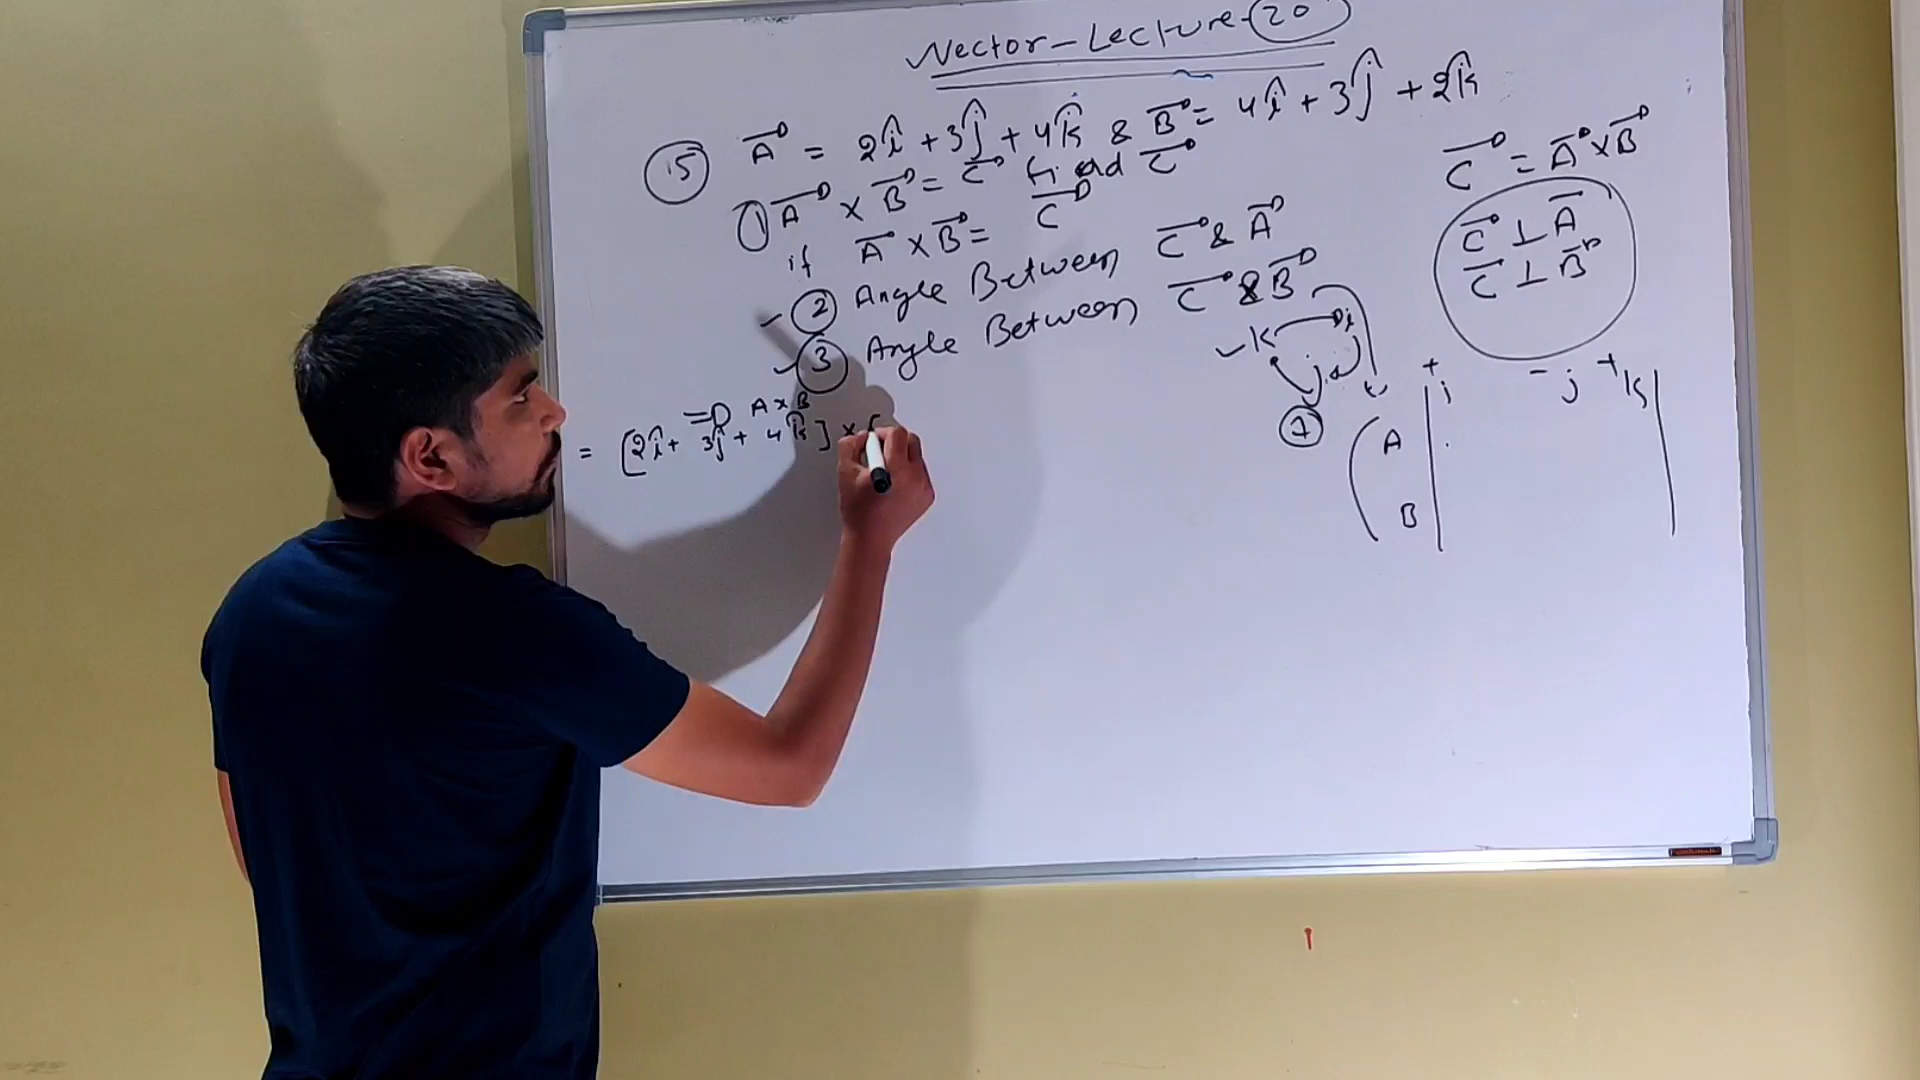 Vector-Lecture-20
15 A = 2î + 3ĵ + 4k̂ & B = 4î + 3ĵ + 2k̂
1 A × B = C find C
if A × B = C
2 Angle Between C & A
3 Angle Between C & B
C = A × B
C ⊥ A
C ⊥ B
k i
j
1
+ - +
i j k
A
B
⇒ A × B
= [2î + 3ĵ + 4k̂] × [